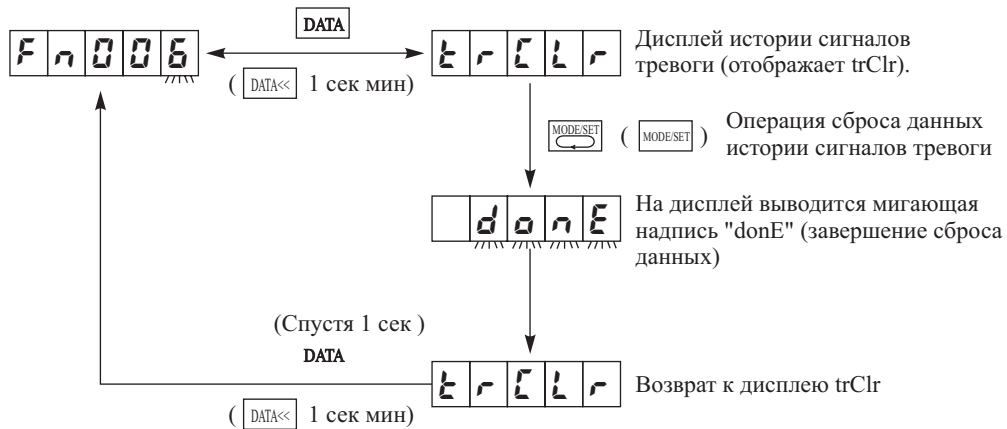 DATA
Fn006
trCLr
Дисплей истории сигналов
тревоги (отображает trClr).
( DATA<< 1 сек мин)
MODE/SET ( MODE/SET )
Операция сброса данных
истории сигналов тревоги
donE
На дисплей выводится мигающая
надпись "donE" (завершение сброса
данных)
(Спустя 1 сек )
DATA
trCLr
Возврат к дисплею trClr
( DATA<< 1 сек мин)